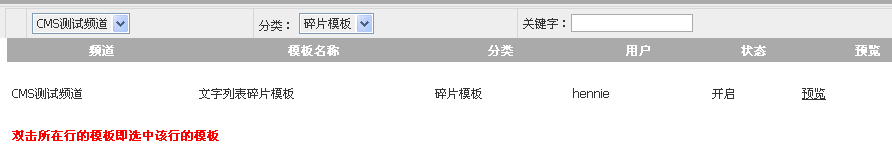 CMS测试频道 分类： 碎片模板 关键字：
频道 模板名称 分类 用户 状态 预览
CMS测试频道 文字列表碎片模板 碎片模板 hennie 开启 预览
双击所在行的模板即选中该行的模板